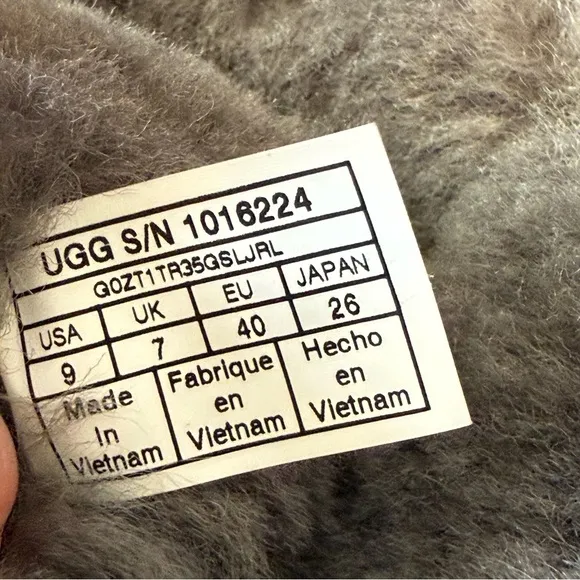 UGG S/N 1016224
G0ZT1TR35GSLJRL
USA UK EU JAPAN
9 7 40 26
Made In Vietnam
Fabrique en Vietnam
Hecho en Vietnam